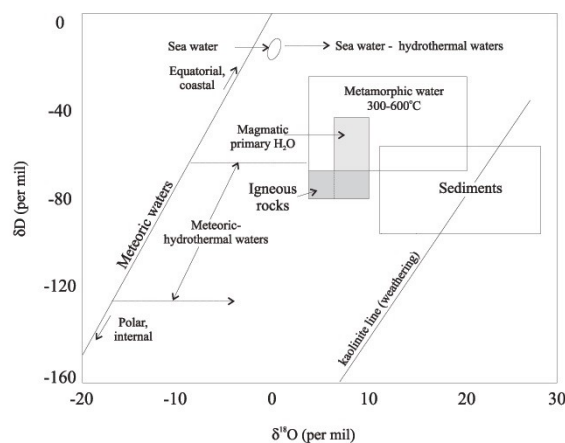 0
-40
-80
-120
-160
δD (per mil)
-20
-10
0
10
20
30
δ¹⁸O (per mil)
Sea water
Sea water - hydrothermal waters
Equatorial,
coastal
Metamorphic water
300-600°C
Magmatic
primary H₂O
Igneous
rocks
Sediments
Meteoric waters
Meteoric-
hydrothermal waters
Polar,
internal
kaolinite line (weathering)